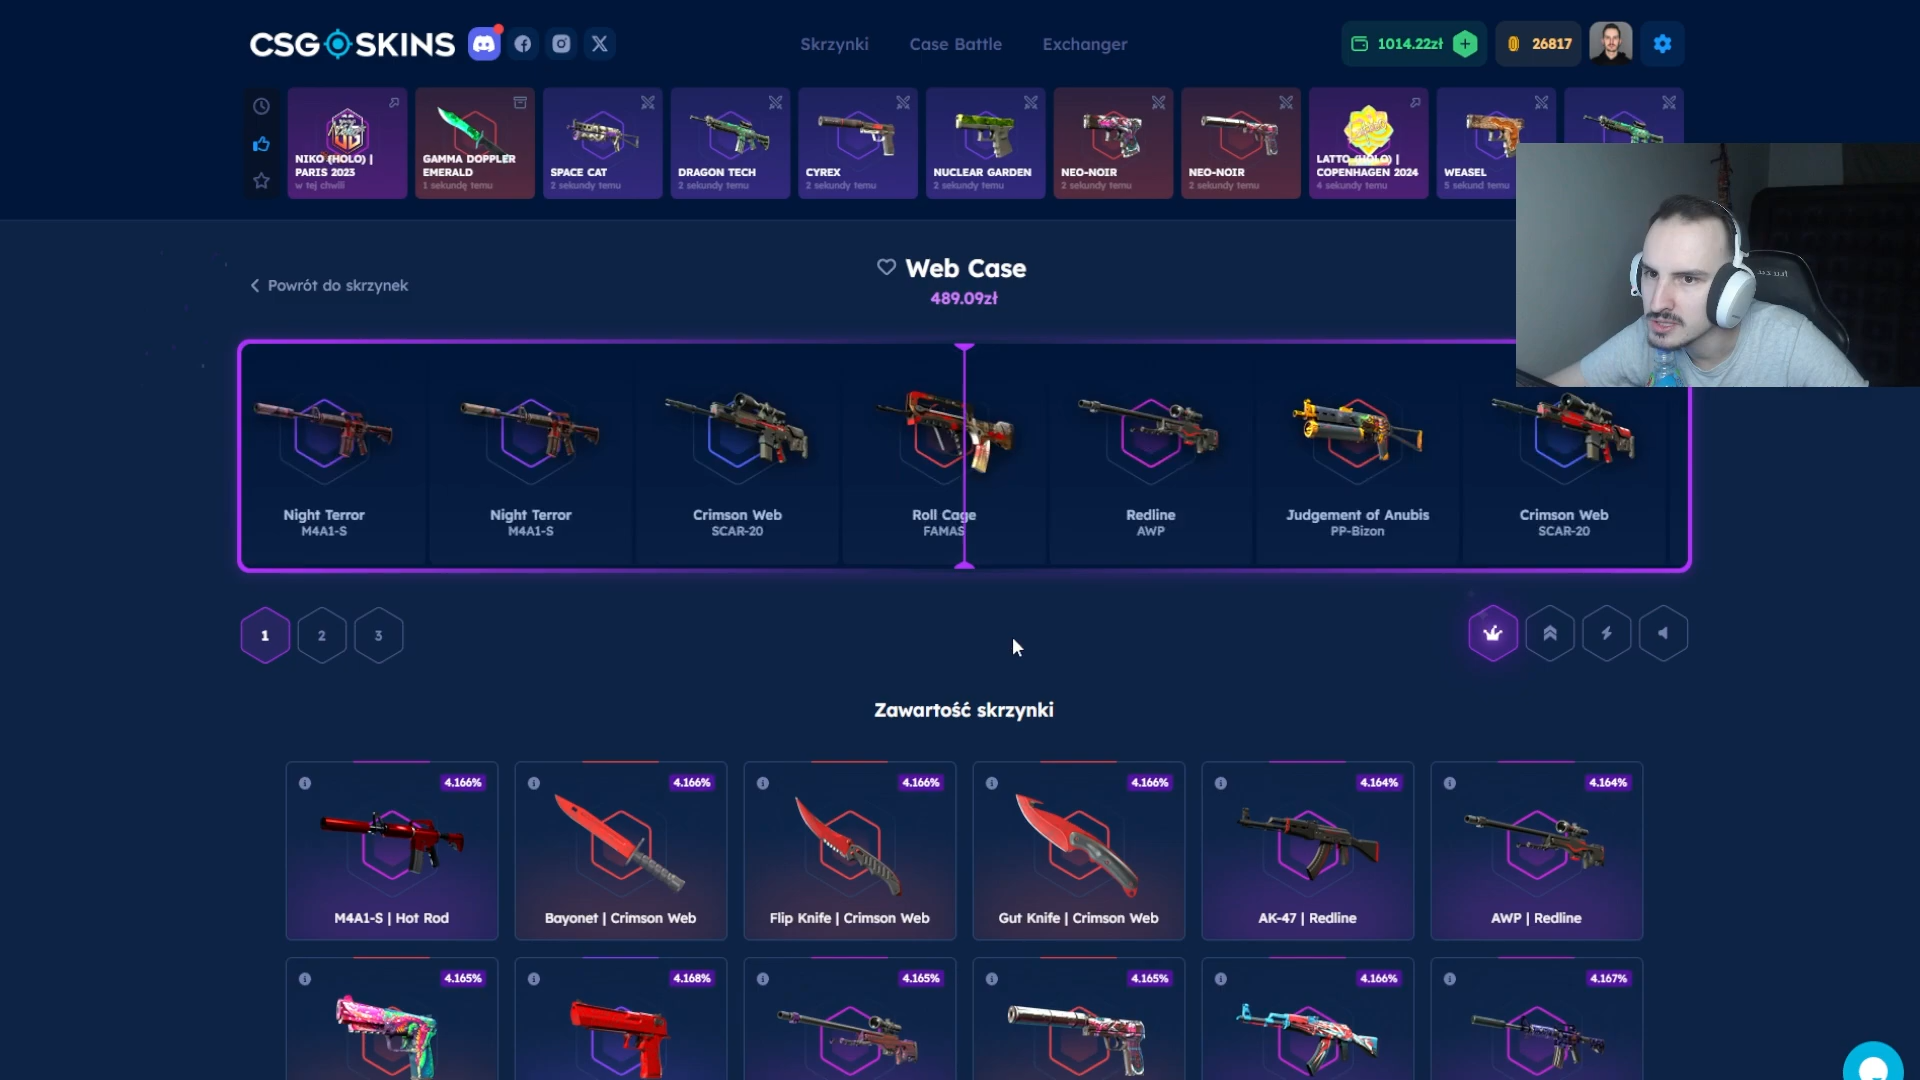 CSG SKINS
Skrzynki
Case Battle
Exchanger
1014.22zł
26817
NIKO (HOLO) |
PARIS 2023
w tej chwili
GAMMA DOPPLER
EMERALD
1 sekundę temu
SPACE CAT
2 sekundy temu
DRAGON TECH
2 sekundy temu
CYREX
2 sekundy temu
NUCLEAR GARDEN
2 sekundy temu
NEO-NOIR
2 sekundy temu
NEO-NOIR
2 sekundy temu
LATTO (HOLO) |
COPENHAGEN 2024
4 sekundy temu
WEASEL
5 sekund temu
Powrót do skrzynek
Web Case
489.09zł
Night Terror
M4A1-S
Night Terror
M4A1-S
Crimson Web
SCAR-20
Roll Cage
FAMAS
Redline
AWP
Judgement of Anubis
PP-Bizon
Crimson Web
SCAR-20
1
2
3
Zawartość skrzynki
4.166%
M4A1-S | Hot Rod
4.166%
Bayonet | Crimson Web
4.166%
Flip Knife | Crimson Web
4.166%
Gut Knife | Crimson Web
4.164%
AK-47 | Redline
4.164%
AWP | Redline
4.165%
4.168%
4.165%
4.165%
4.166%
4.167%